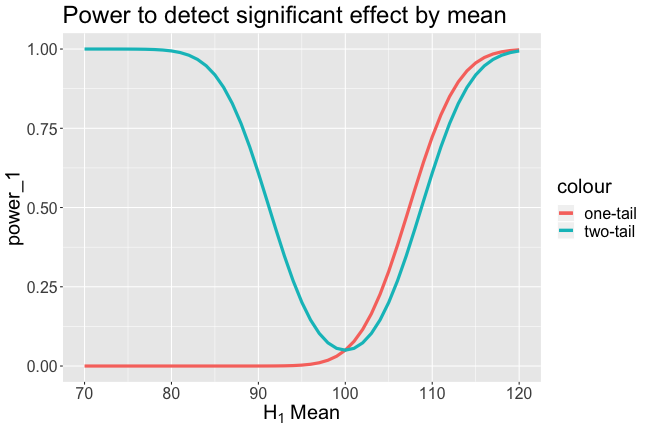 Power to detect significant effect by mean
power_1
1.00
0.75
0.50
0.25
0.00
70 80 90 100 110 120
H₁ Mean
colour
one-tail
two-tail